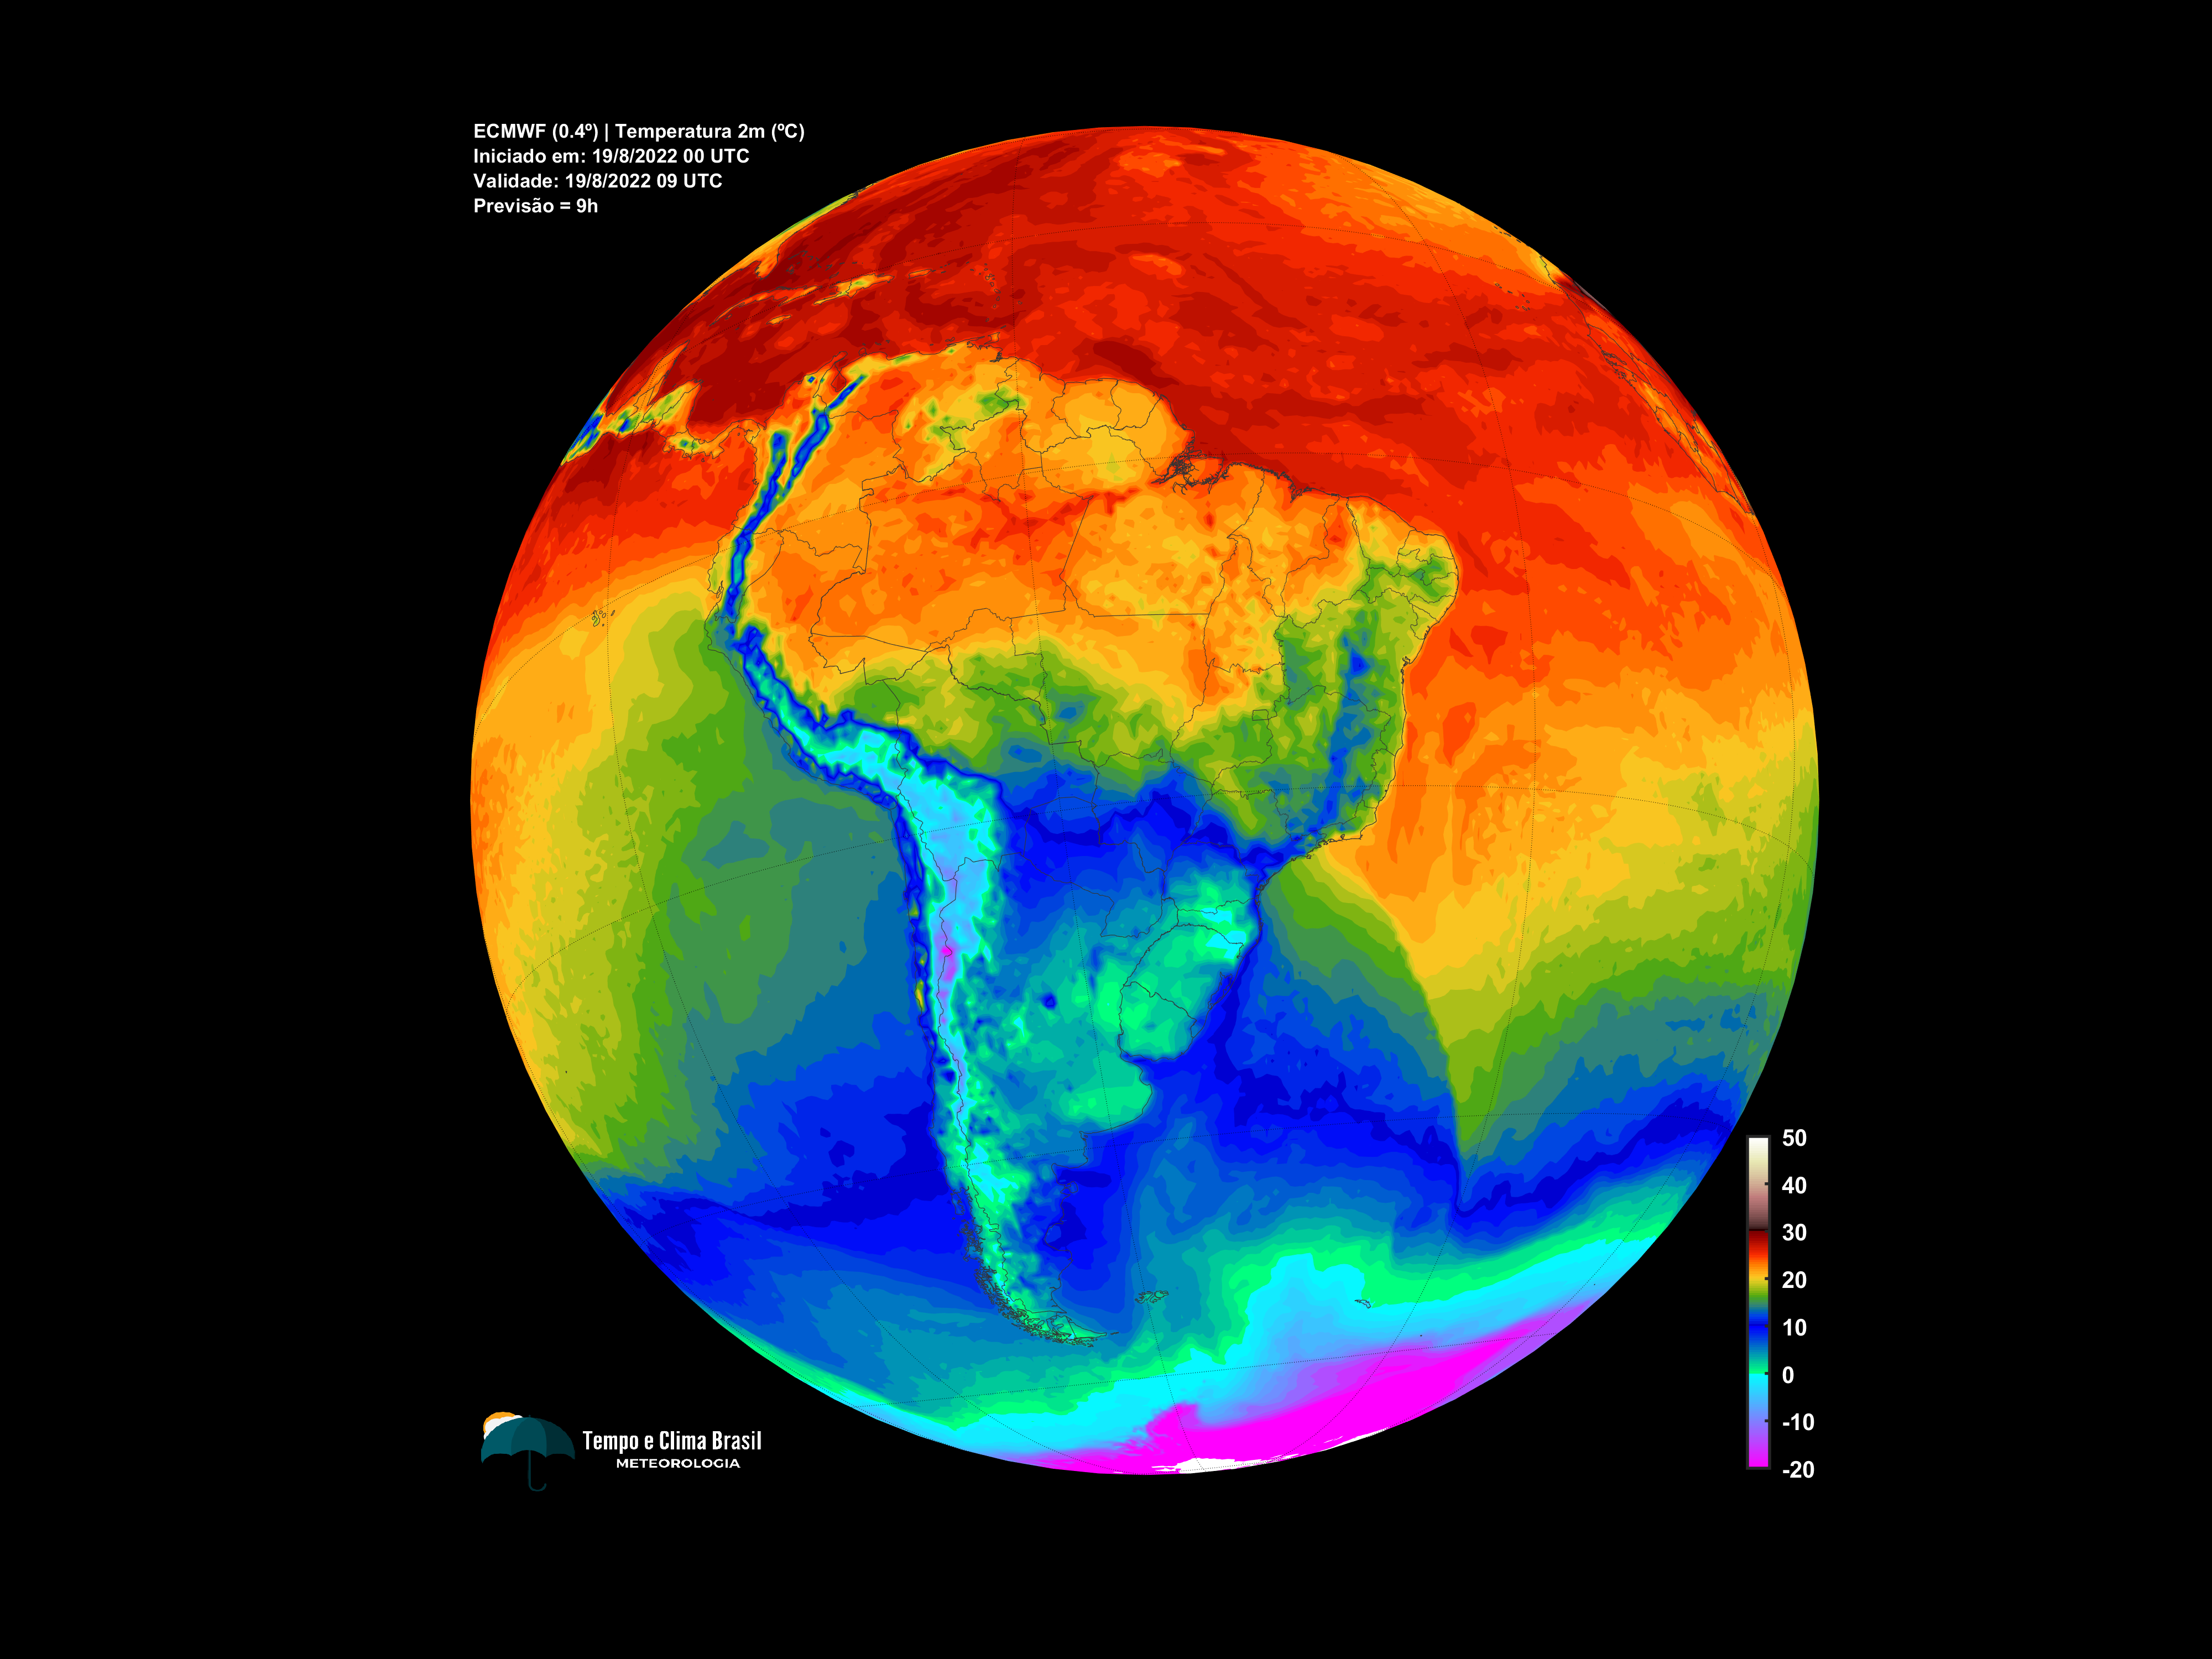 ECMWF (0.4º) | Temperatura 2m (ºC)
Iniciado em: 19/8/2022 00 UTC
Validade: 19/8/2022 09 UTC
Previsão = 9h
50
40
30
20
10
0
-10
-20
Tempo e Clima Brasil
METEOROLOGIA